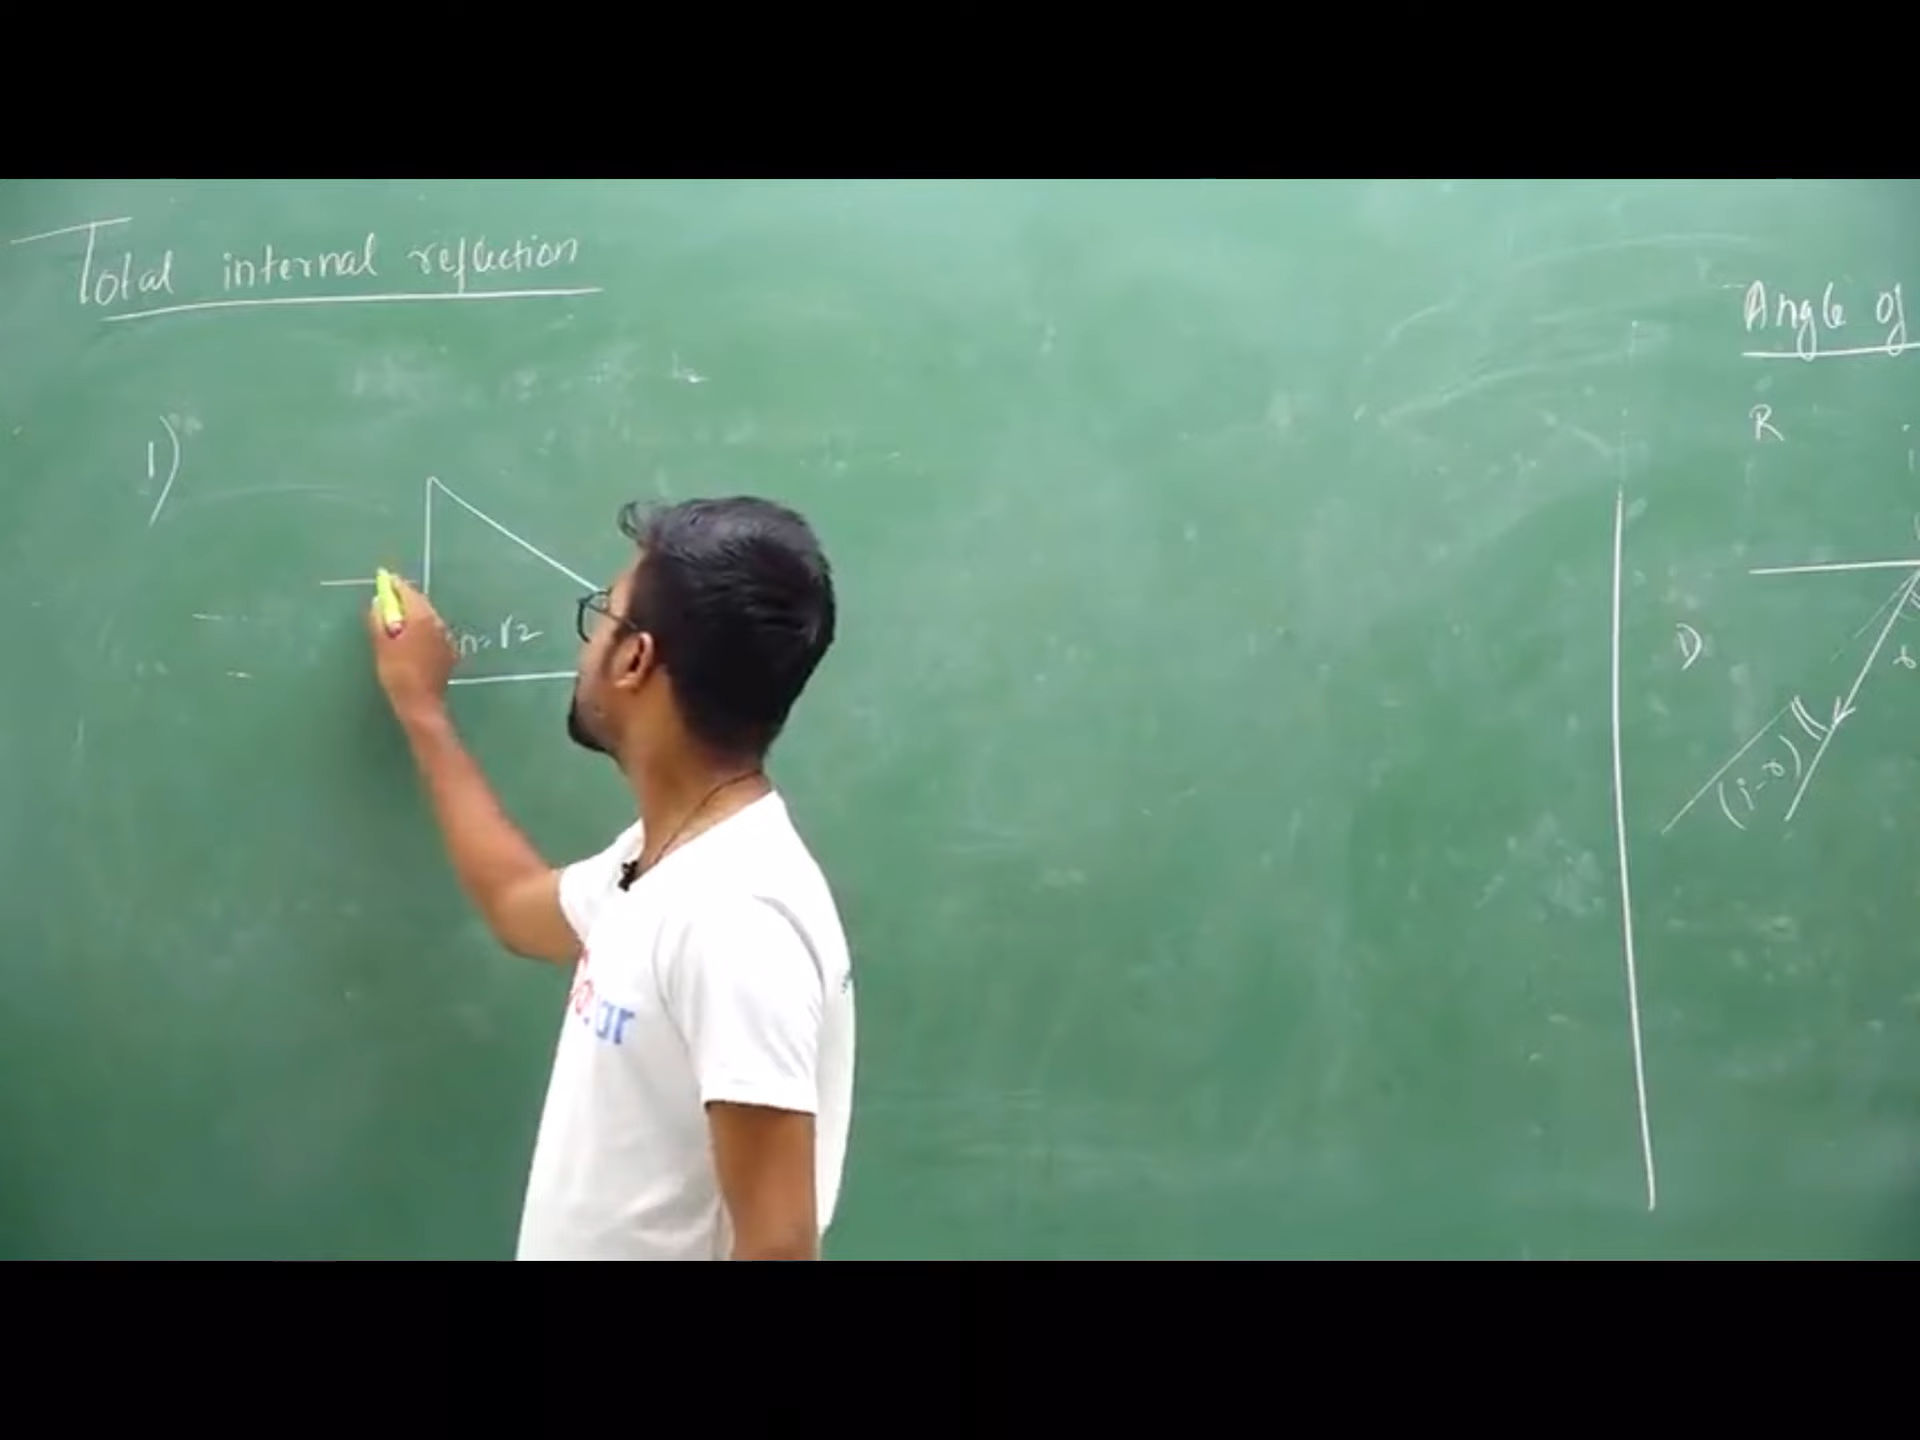 Total internal reflection
1)
n = √2
Angle of
R
i
D
r
(i-r)